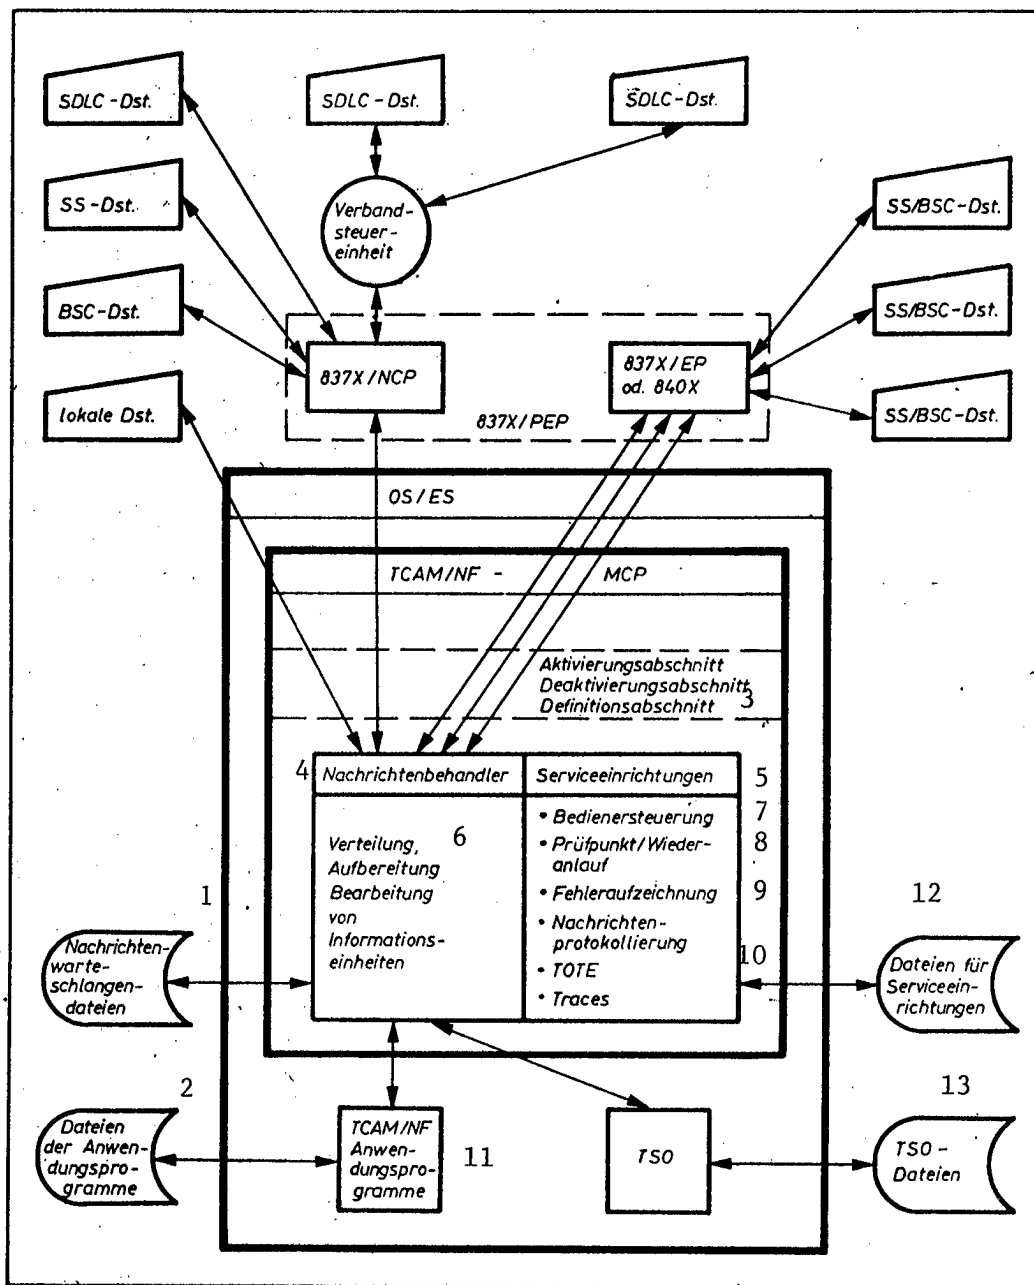 SDLC-Dst.
SDLC-Dst.
SDLC-Dst.
SS-Dst.
Verband-
steuer-
einheit
SS/BSC-Dst.
BSC-Dst.
SS/BSC-Dst.
837X/NCP
837X/EP
od. 840X
lokale Dst.
837X/PEP
SS/BSC-Dst.
OS/ES
TCAM/NF - MCP
Aktivierungsabschnitt
Deaktivierungsabschnitt
Definitionsabschnitt
3
4
Nachrichtenbehandler
Serviceeinrichtungen
5
Verteilung,
Aufbereitung
Bearbeitung
von
Informations-
einheiten
6
• Bedienersteuerung
7
• Prüfpunkt/Wieder-
anlauf
8
• Fehleraufzeichnung
9
• Nachrichten-
protokollierung
10
• TOTE
• Traces
1
Nachrichten-
warte-
schlangen-
dateien
12
Dateien für
Serviceein-
richtungen
2
Dateien
der Anwen-
dungspro-
gramme
TCAM/NF
Anwen-
dungspro-
gramme
11
TSO
13
TSO -
Dateien